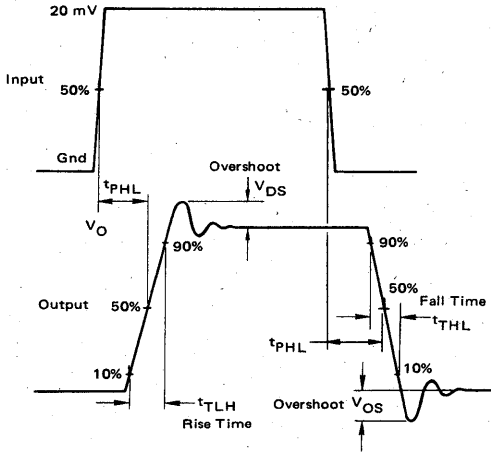 20 mV
Input
50%
50%
Gnd
Overshoot
tPHL
VDS
VO
90%
90%
Output
50%
50%
Fall Time
tTHL
tPHL
10%
10%
tTLH
Rise Time
Overshoot
VOS